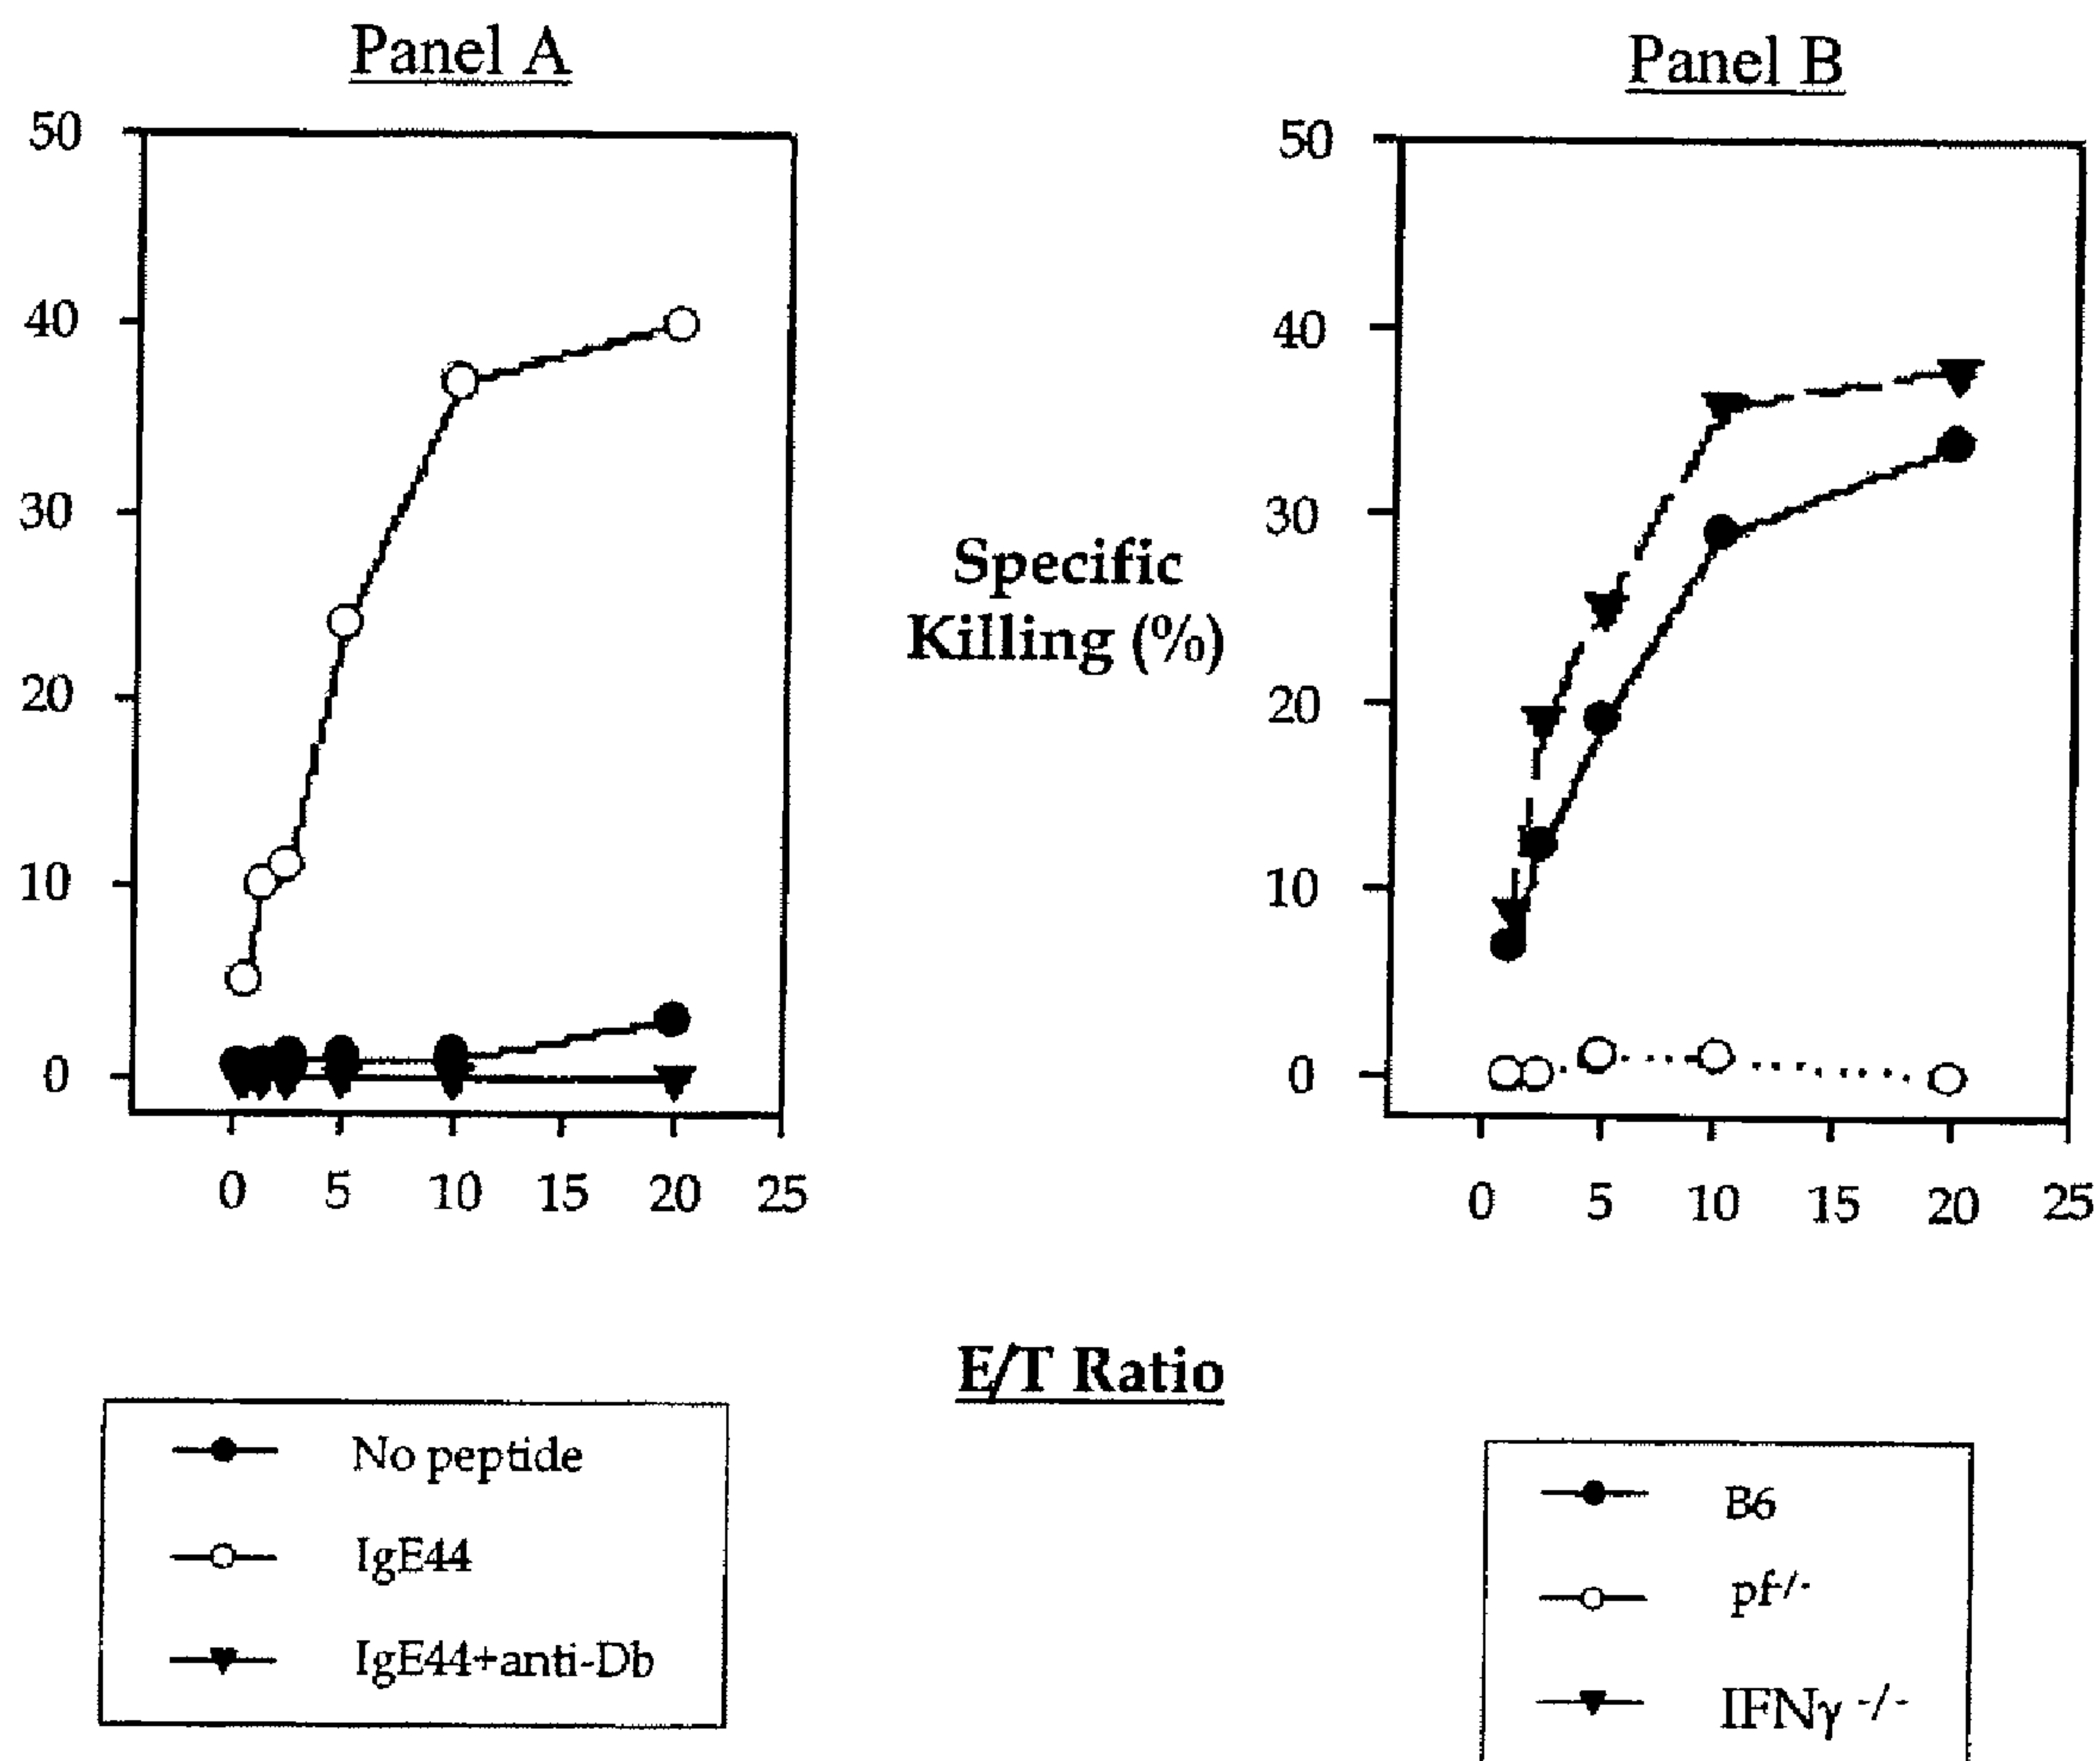 Panel A
50
40
30
20
10
0
0 5 10 15 20 25
Specific
Killing (%)
Panel B
50
40
30
20
10
0
0 5 10 15 20 25
E/T Ratio
No peptide
IgE44
IgE44+anti-Db
B6
pf-/-
IFNγ -/-